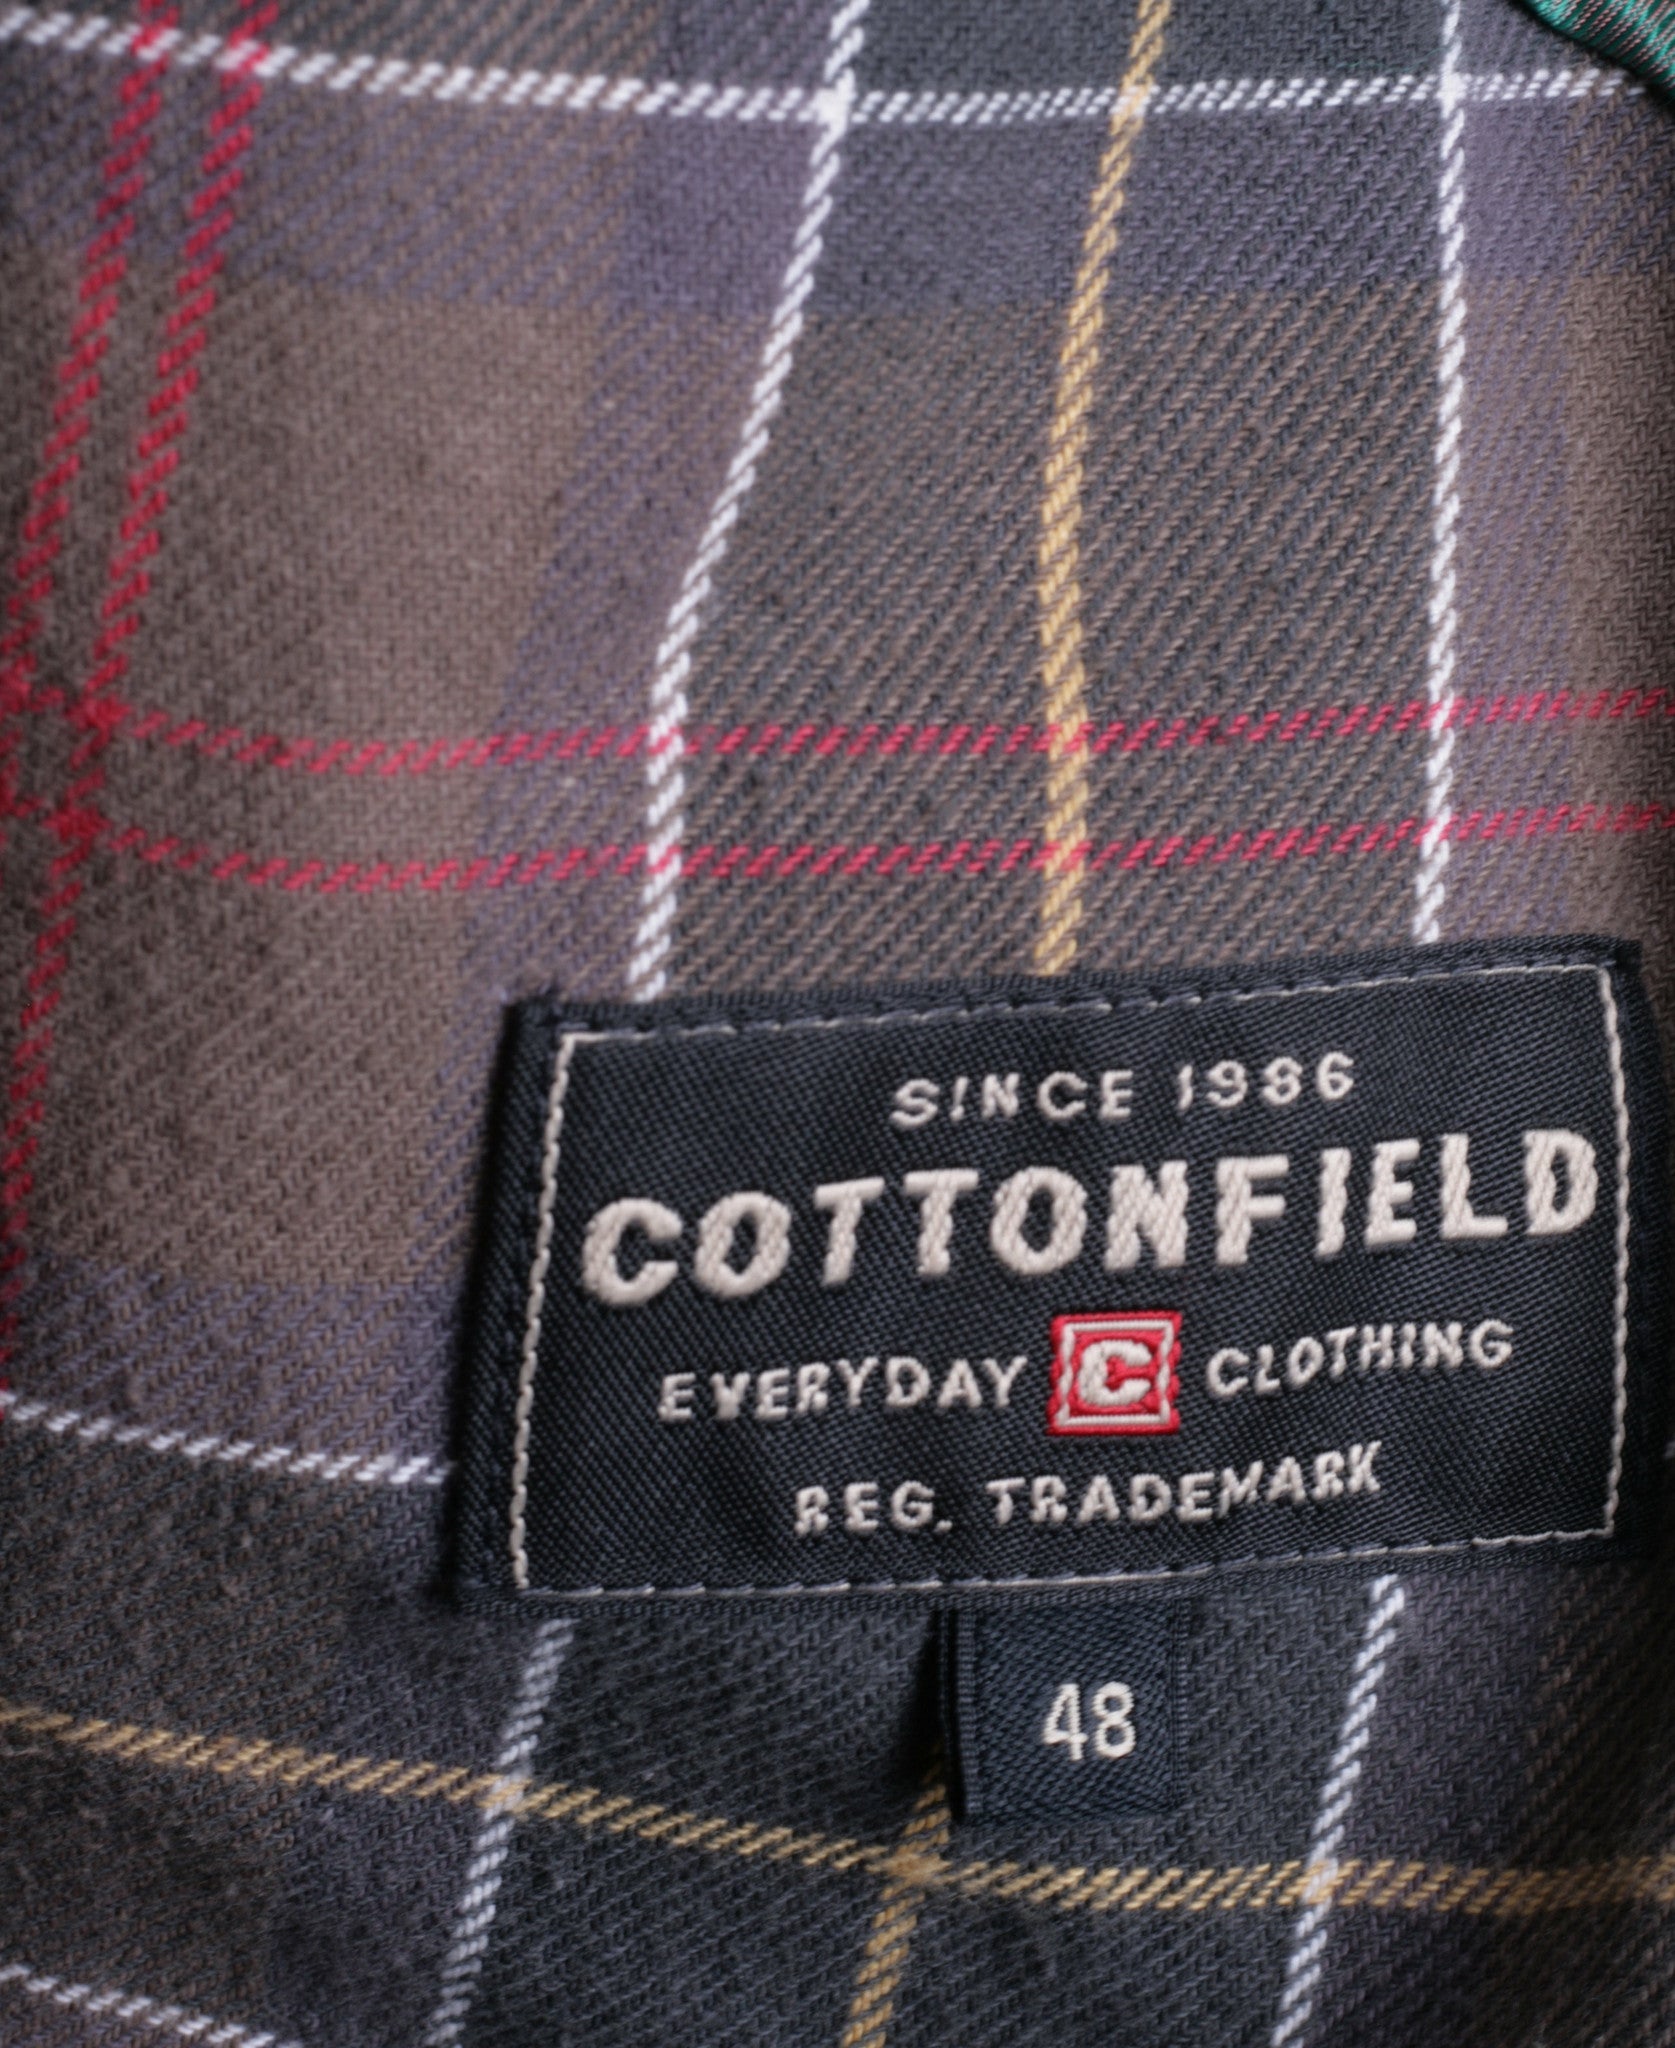 SINCE 1986
COTTONFIELD
EVERYDAY C CLOTHING
REG. TRADEMARK
48